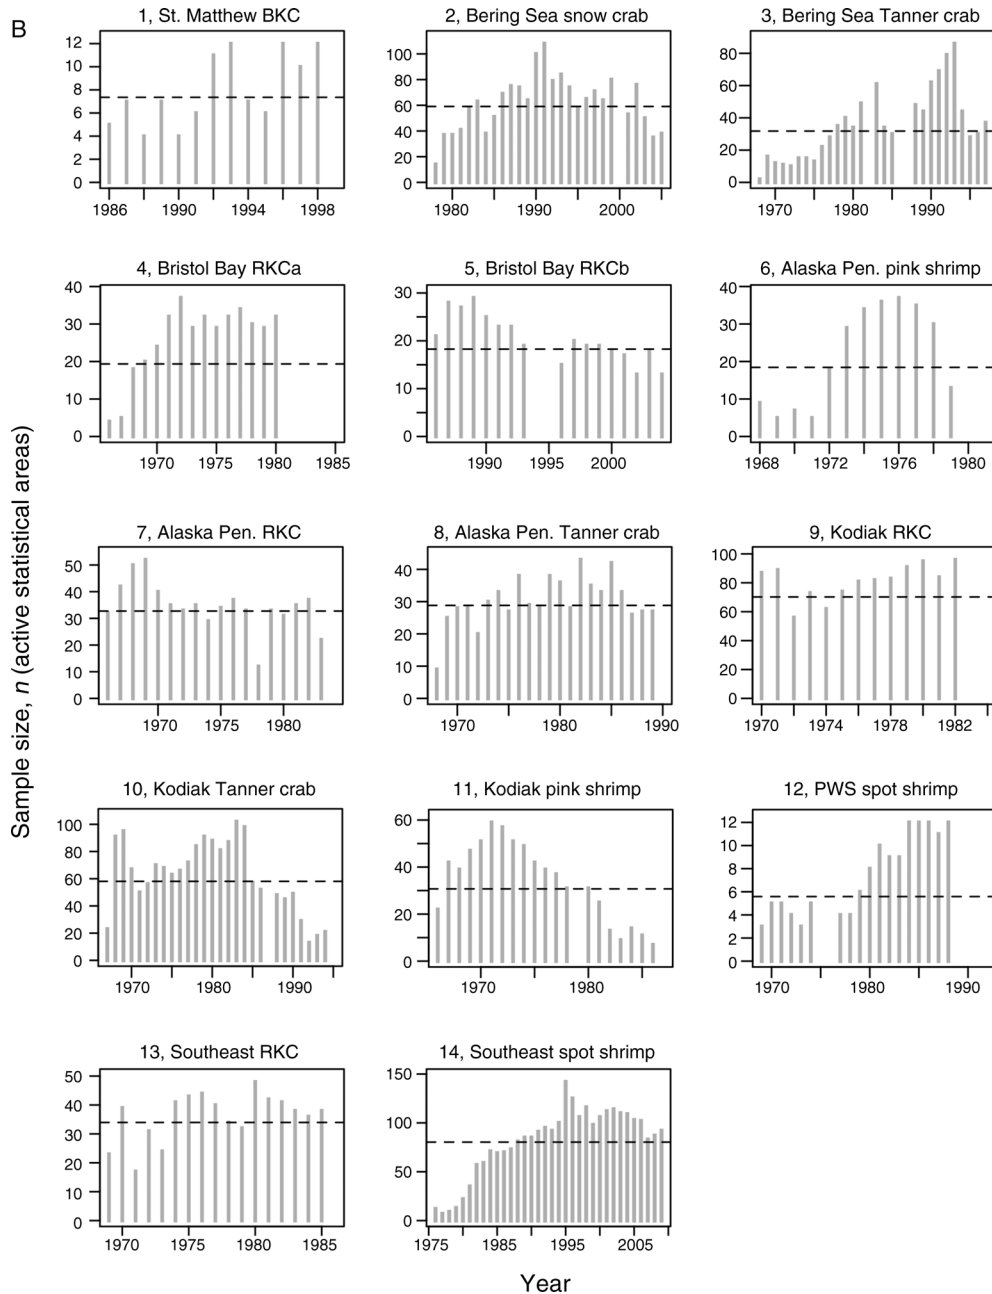 B
1, St. Matthew BKC
2, Bering Sea snow crab
3, Bering Sea Tanner crab
12
10
8
6
4
2
0
100
80
60
40
20
0
80
60
40
20
0
1986 1990 1994 1998
1980 1990 2000
1970 1980 1990
4, Bristol Bay RKCa
5, Bristol Bay RKCb
6, Alaska Pen. pink shrimp
40
30
20
10
0
30
20
10
0
40
30
20
10
0
1970 1975 1980 1985
1990 1995 2000
1968 1972 1976 1980
7, Alaska Pen. RKC
8, Alaska Pen. Tanner crab
9, Kodiak RKC
50
40
30
20
10
0
40
30
20
10
0
100
80
60
40
20
0
1970 1975 1980
1970 1980 1990
1970 1974 1978 1982
10, Kodiak Tanner crab
11, Kodiak pink shrimp
12, PWS spot shrimp
100
80
60
40
20
0
60
40
20
0
12
10
8
6
4
2
0
1970 1980 1990
1970 1980
1970 1980 1990
13, Southeast RKC
14, Southeast spot shrimp
50
40
30
20
10
0
150
100
50
0
1970 1975 1980 1985
1975 1985 1995 2005
Sample size, n (active statistical areas)
Year